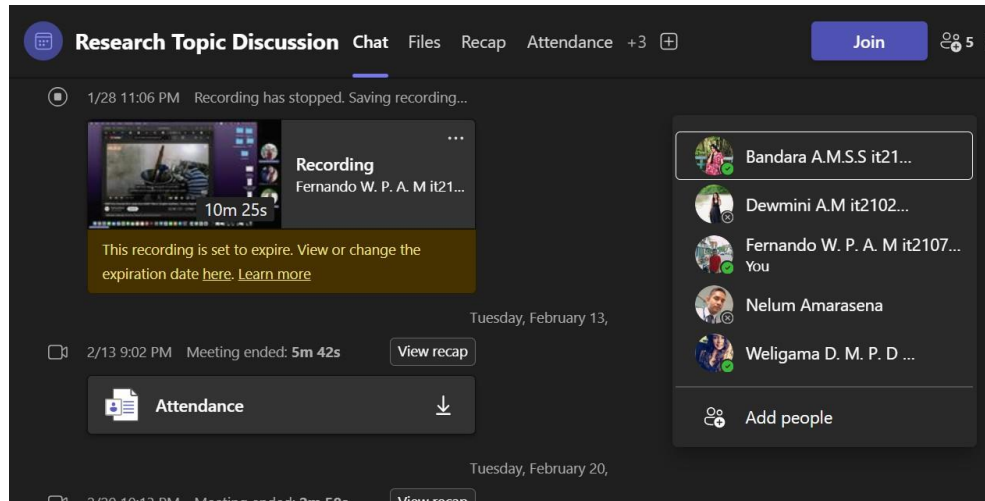 Research Topic Discussion Chat Files Recap Attendance +3 Join 5
1/28 11:06 PM Recording has stopped. Saving recording...
Recording
Fernando W. P. A. M it21...
10m 25s
This recording is set to expire. View or change the
expiration date here. Learn more
Tuesday, February 13,
2/13 9:02 PM Meeting ended: 5m 42s View recap
Attendance
Tuesday, February 20,
Meeting ended: View recap
Bandara A.M.S.S it21...
Dewmini A.M it2102...
Fernando W. P. A. M it2107...
You
Nelum Amarasena
Weligama D. M. P. D ...
Add people